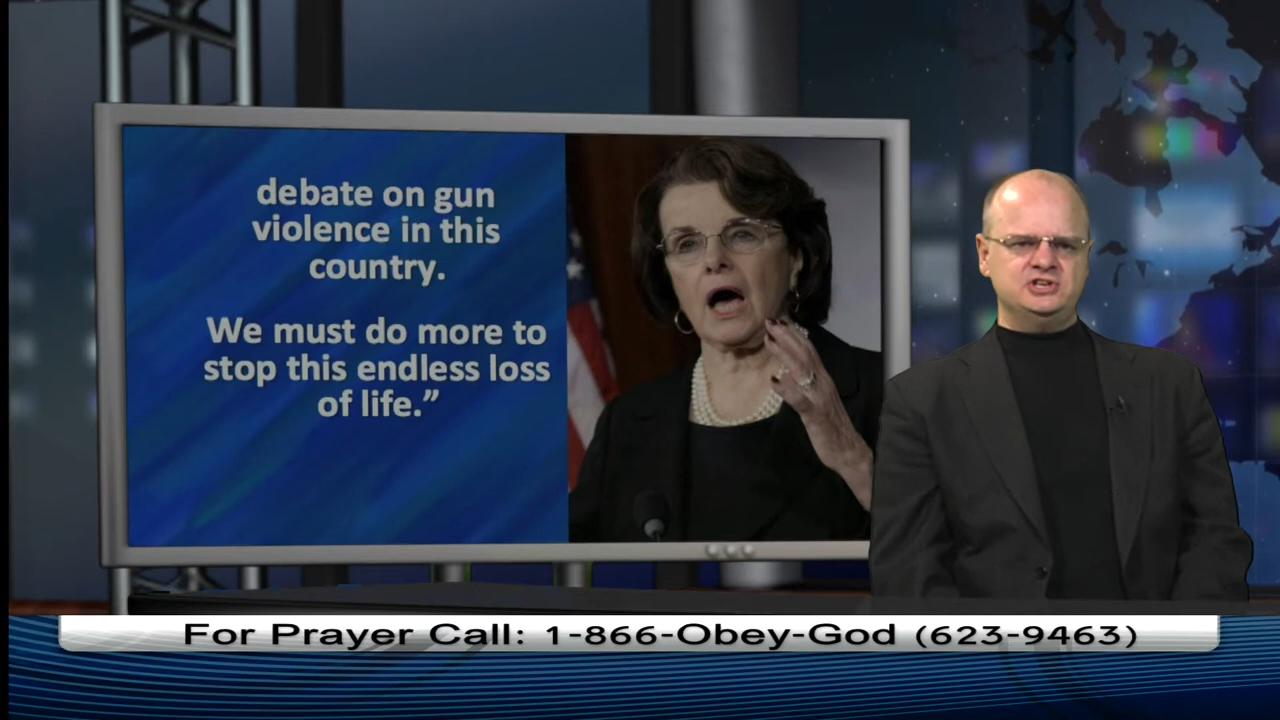 debate on gun
violence in this
country.
We must do more to
stop this endless loss
of life.”
For Prayer Call: 1-866-Obey-God (623-9463)